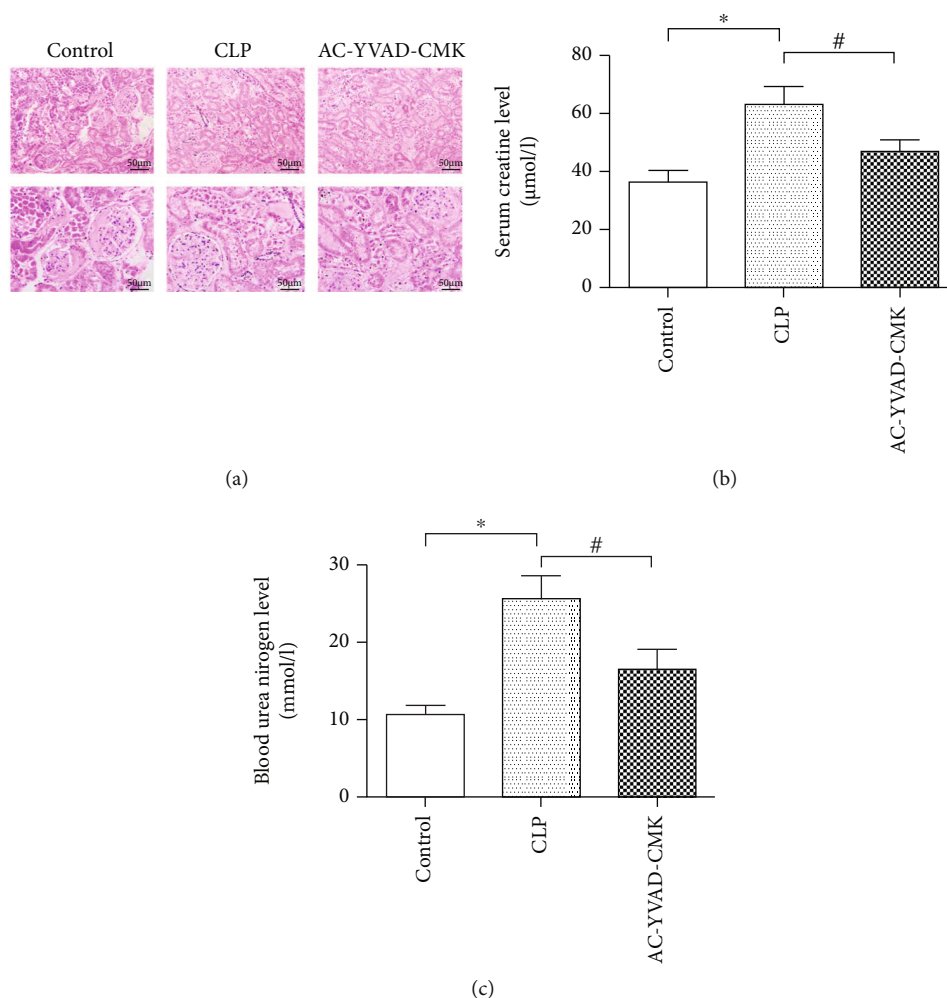 Control
CLP
AC-YVAD-CMK
50μm
50μm
50μm
50μm
50μm
50μm
(a)
*
#
80
60
40
20
0
Serum creatine level
(μmol/l)
Control
CLP
AC-YVAD-CMK
(b)
*
#
30
20
10
0
Blood urea nirogen level
(mmol/l)
Control
CLP
AC-YVAD-CMK
(c)